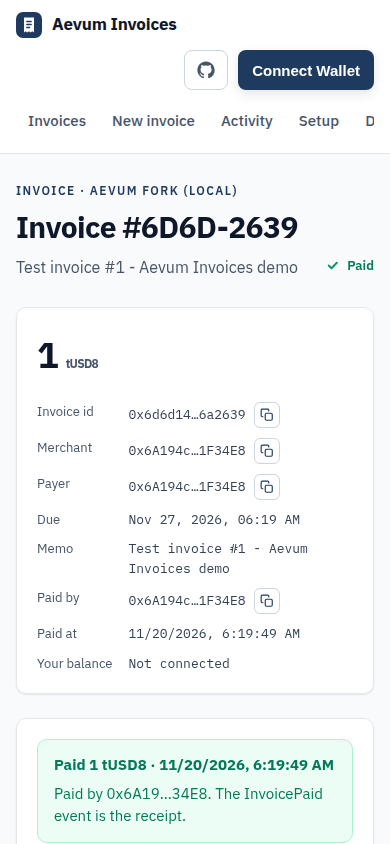 Aevum Invoices
Connect Wallet
Invoices New invoice Activity Setup D
INVOICE · AEVUM FORK (LOCAL)
Invoice #6D6D-2639
Test invoice #1 - Aevum Invoices demo
Paid
1 tUSD8
Invoice id 0x6d6d14…6a2639
Merchant 0x6A194c…1F34E8
Payer 0x6A194c…1F34E8
Due Nov 27, 2026, 06:19 AM
Memo Test invoice #1 - Aevum
Invoices demo
Paid by 0x6A194c…1F34E8
Paid at 11/20/2026, 6:19:49 AM
Your balance Not connected
Paid 1 tUSD8 · 11/20/2026, 6:19:49 AM
Paid by 0x6A19…34E8. The InvoicePaid
event is the receipt.